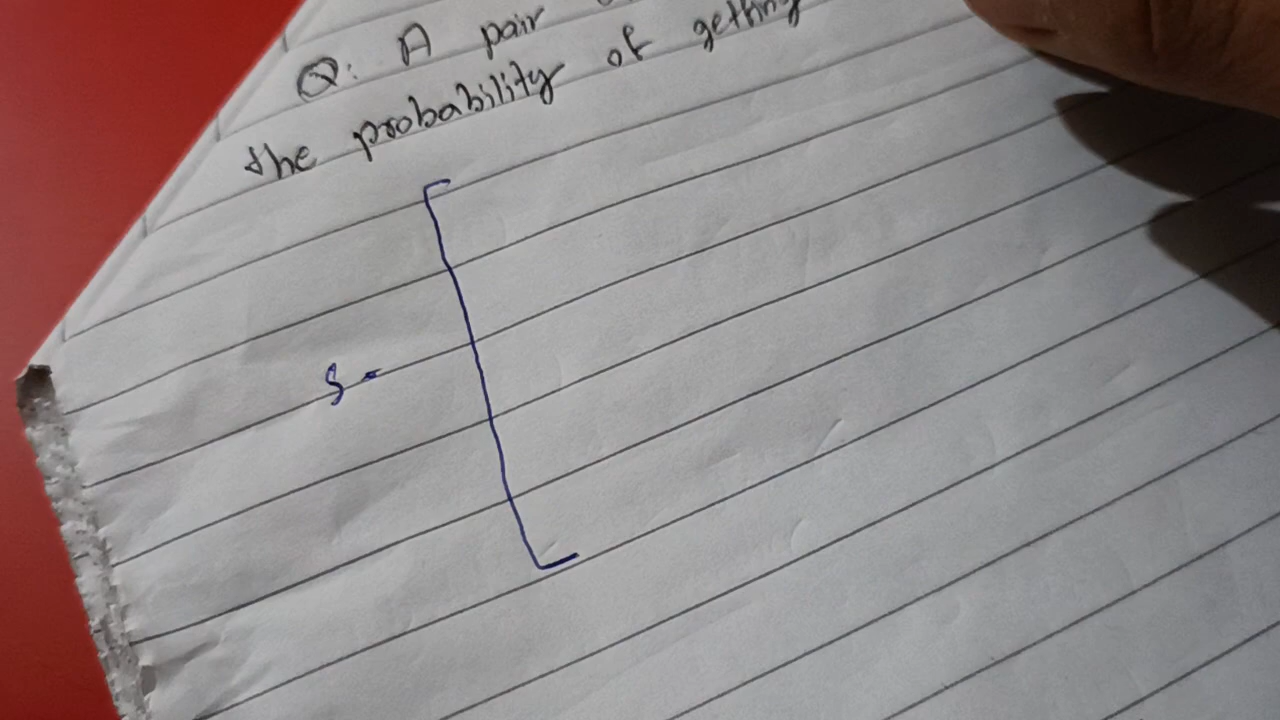 Q: A pair
the probability of getting
S =